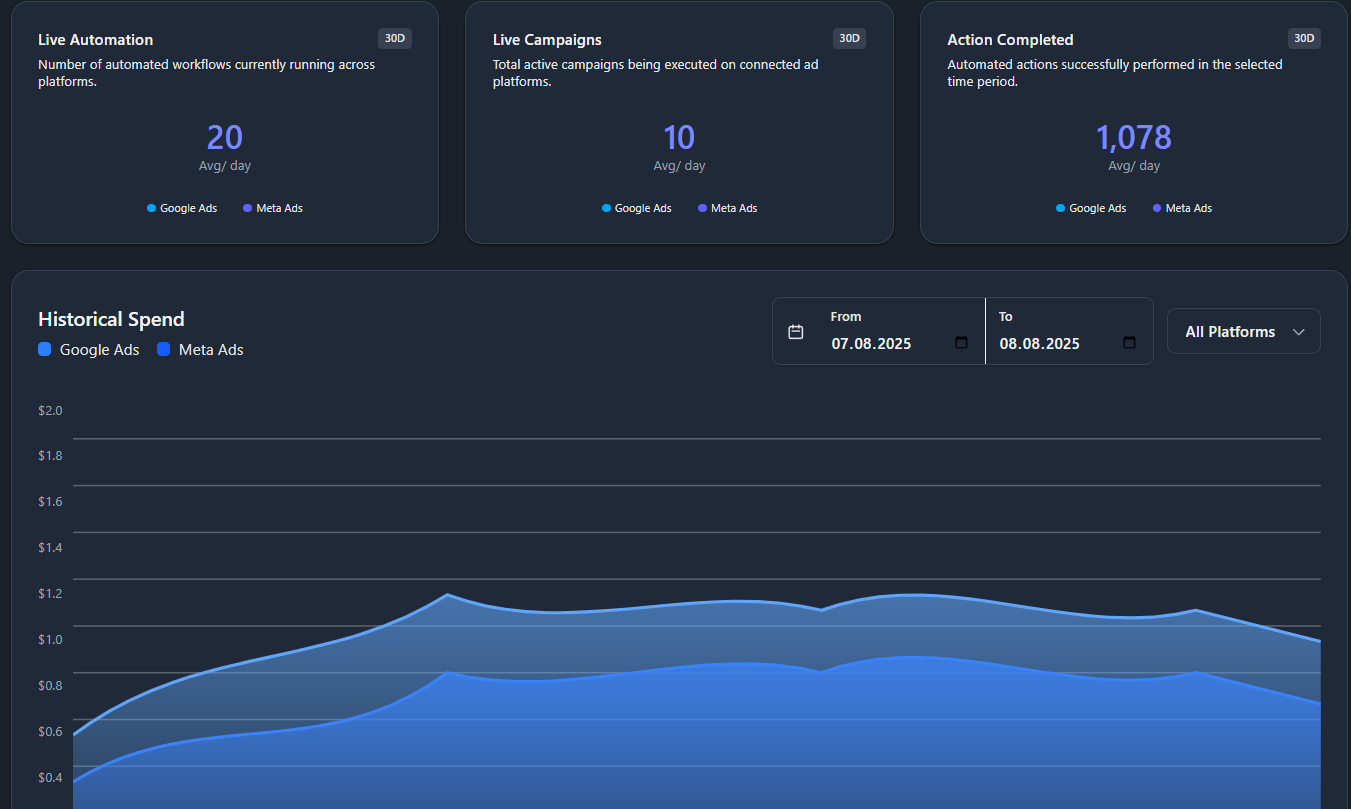 Live Automation
30D
Number of automated workflows currently running across
platforms.
20
Avg/ day
Google Ads
Meta Ads
Live Campaigns
30D
Total active campaigns being executed on connected ad
platforms.
10
Avg/ day
Google Ads
Meta Ads
Action Completed
30D
Automated actions successfully performed in the selected
time period.
1,078
Avg/ day
Google Ads
Meta Ads
Historical Spend
Google Ads
Meta Ads
From
07.08.2025
To
08.08.2025
All Platforms
$2.0
$1.8
$1.6
$1.4
$1.2
$1.0
$0.8
$0.6
$0.4